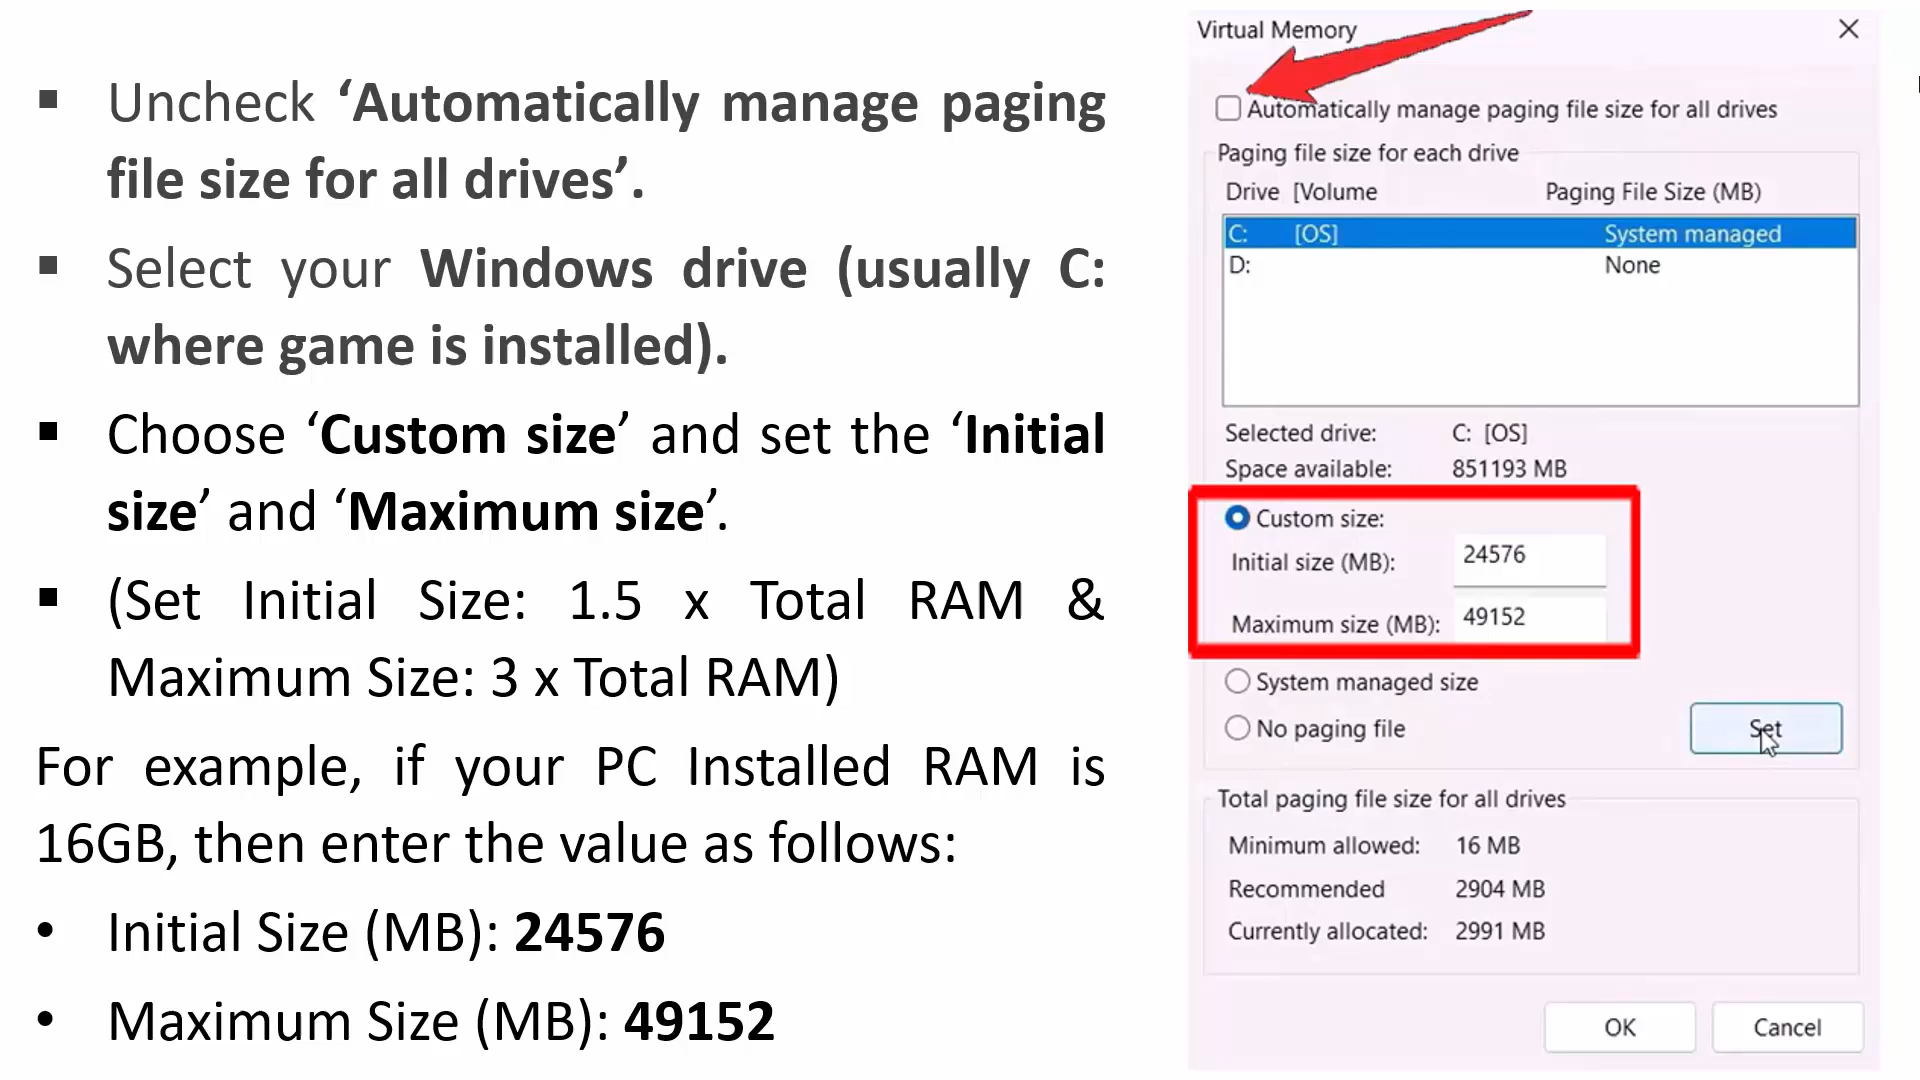 ▪ Uncheck ‘Automatically manage paging
file size for all drives’.
▪ Select your Windows drive (usually C:
where game is installed).
▪ Choose ‘Custom size’ and set the ‘Initial
size’ and ‘Maximum size’.
▪ (Set Initial Size: 1.5 x Total RAM &
Maximum Size: 3 x Total RAM)
For example, if your PC Installed RAM is
16GB, then enter the value as follows:
• Initial Size (MB): 24576
• Maximum Size (MB): 49152
Virtual Memory
Automatically manage paging file size for all drives
Paging file size for each drive
Drive [Volume Paging File Size (MB)
C: [OS] System managed
D: None
Selected drive: C: [OS]
Space available: 851193 MB
Custom size:
Initial size (MB): 24576
Maximum size (MB): 49152
System managed size
No paging file Set
Total paging file size for all drives
Minimum allowed: 16 MB
Recommended 2904 MB
Currently allocated: 2991 MB
OK Cancel